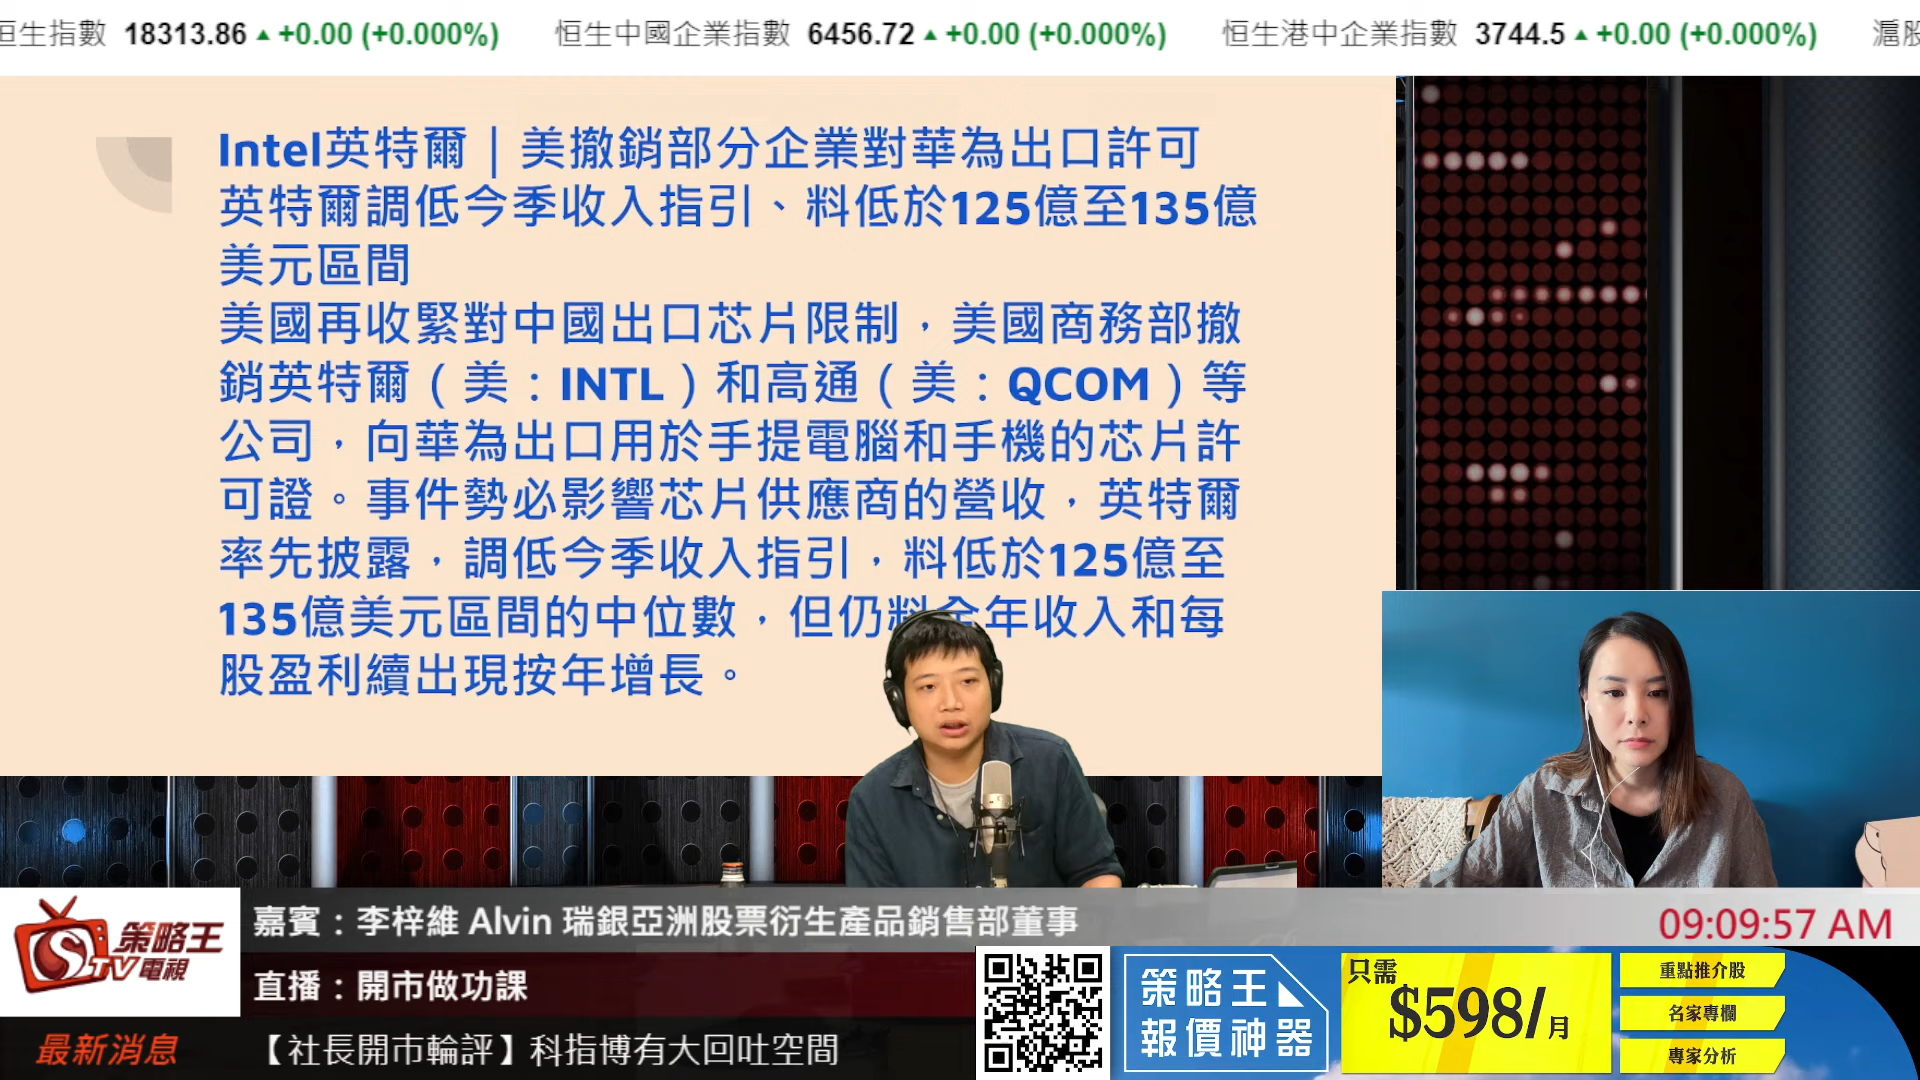 恒生指數 18313.86 ▲ +0.00 (+0.000%) 恒生中國企業指數 6456.72 ▲ +0.00 (+0.000%) 恒生港中企業指數 3744.5 ▲ +0.00 (+0.000%) 滬股
Intel英特爾｜美撤銷部分企業對華為出口許可
英特爾調低今季收入指引、料低於125億至135億
美元區間
美國再收緊對中國出口芯片限制，美國商務部撤
銷英特爾（美：INTL）和高通（美：QCOM）等
公司，向華為出口用於手提電腦和手機的芯片許
可證。事件勢必影響芯片供應商的營收，英特爾
率先披露，調低今季收入指引，料低於125億至
135億美元區間的中位數，但仍料全年收入和每
股盈利續出現按年增長。
策略王
STV電視
嘉賓：李梓維 Alvin 瑞銀亞洲股票衍生產品銷售部董事
09:09:57 AM
直播：開市做功課
最新消息
【社長開市輪評】科指博有大回吐空間
策略王
報價神器
只需
$598/月
重點推介股
名家專欄
專家分析